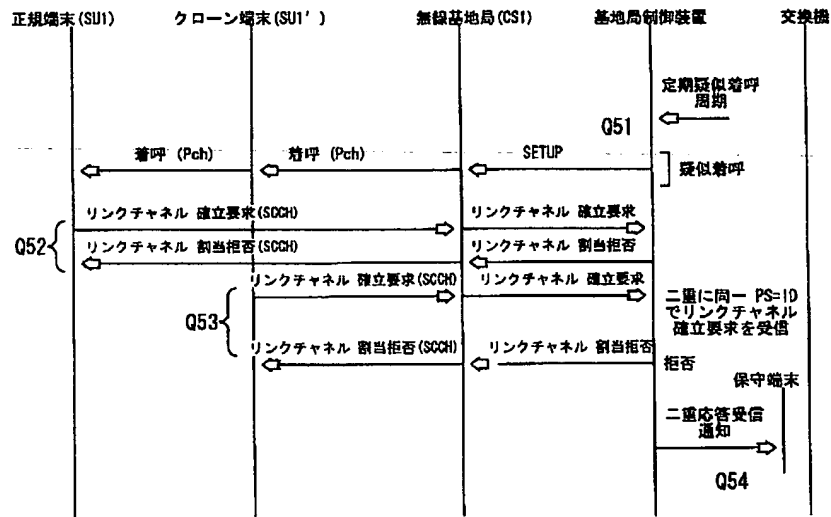 正規端末(SU1)
クローン端末(SU1')
無線基地局(CS1)
基地局制御装置
交換機
定期疑似着呼
周期
Q51
着呼 (Pch)
着呼 (Pch)
SETUP
疑似着呼
リンクチャネル 確立要求(SCCH)
リンクチャネル 確立要求
Q52
リンクチャネル 割当拒否(SCCH)
リンクチャネル 割当拒否
リンクチャネル 確立要求(SCCH)
リンクチャネル 確立要求
二重に同一 PS=ID
でリンクチャネル
確立要求を受信
Q53
リンクチャネル 割当拒否(SCCH)
リンクチャネル 割当拒否
拒否
保守端末
二重応答受信
通知
Q54